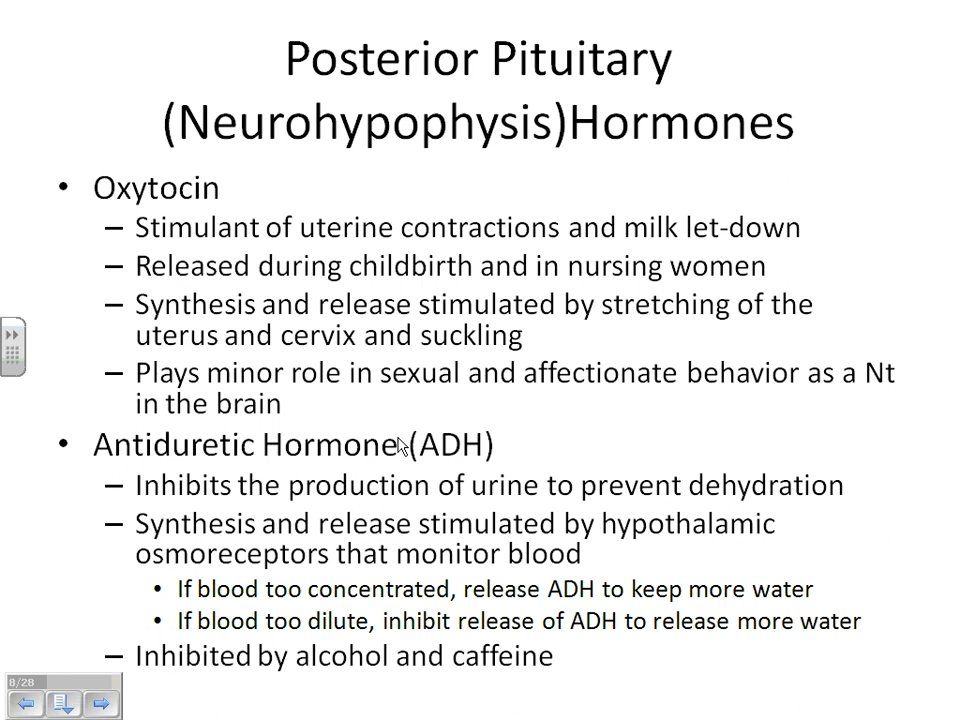 Posterior Pituitary
(Neurohypophysis)Hormones
• Oxytocin
– Stimulant of uterine contractions and milk let-down
– Released during childbirth and in nursing women
– Synthesis and release stimulated by stretching of the
uterus and cervix and suckling
– Plays minor role in sexual and affectionate behavior as a Nt
in the brain
• Antiduretic Hormone (ADH)
– Inhibits the production of urine to prevent dehydration
– Synthesis and release stimulated by hypothalamic
osmoreceptors that monitor blood
• If blood too concentrated, release ADH to keep more water
• If blood too dilute, inhibit release of ADH to release more water
– Inhibited by alcohol and caffeine
8/28